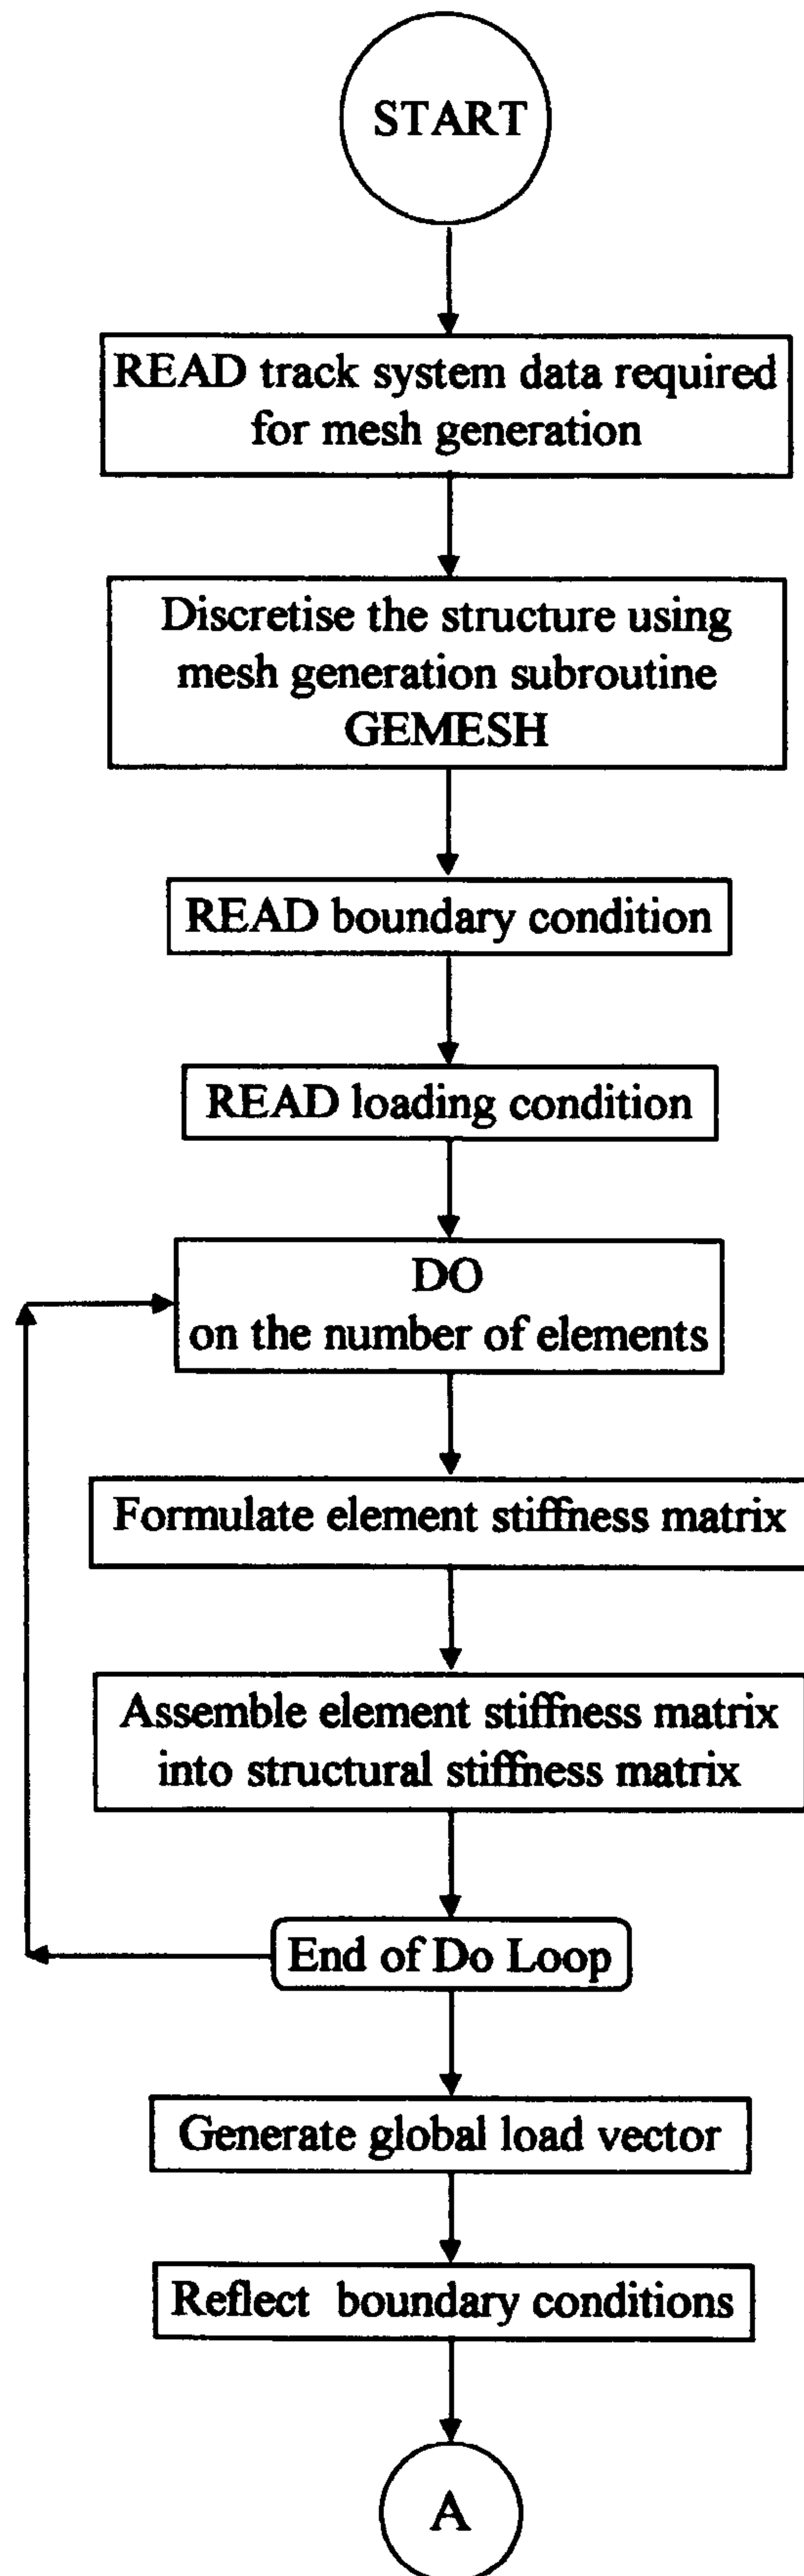 START
READ track system data required
for mesh generation
Discretise the structure using
mesh generation subroutine
GEMESH
READ boundary condition
READ loading condition
DO
on the number of elements
Formulate element stiffness matrix
Assemble element stiffness matrix
into structural stiffness matrix
End of Do Loop
Generate global load vector
Reflect boundary conditions
A